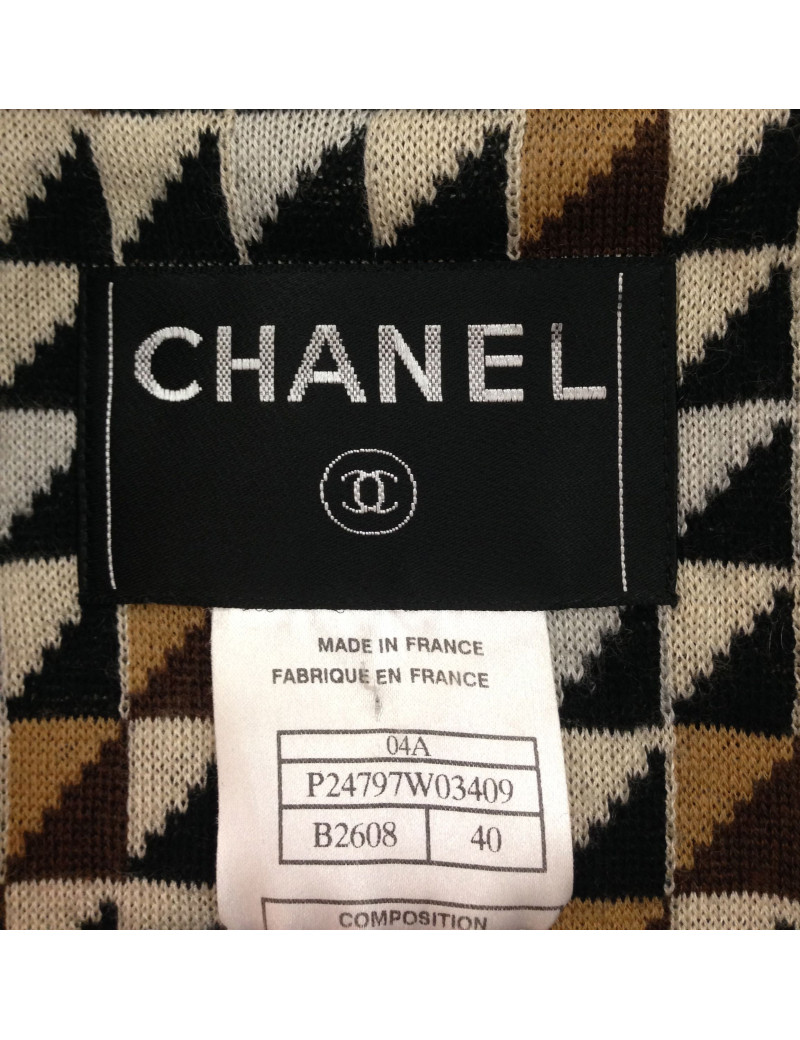 CHANEL
MADE IN FRANCE
FABRIQUE EN FRANCE
04A
P24797W03409
B2608 40
COMPOSITION